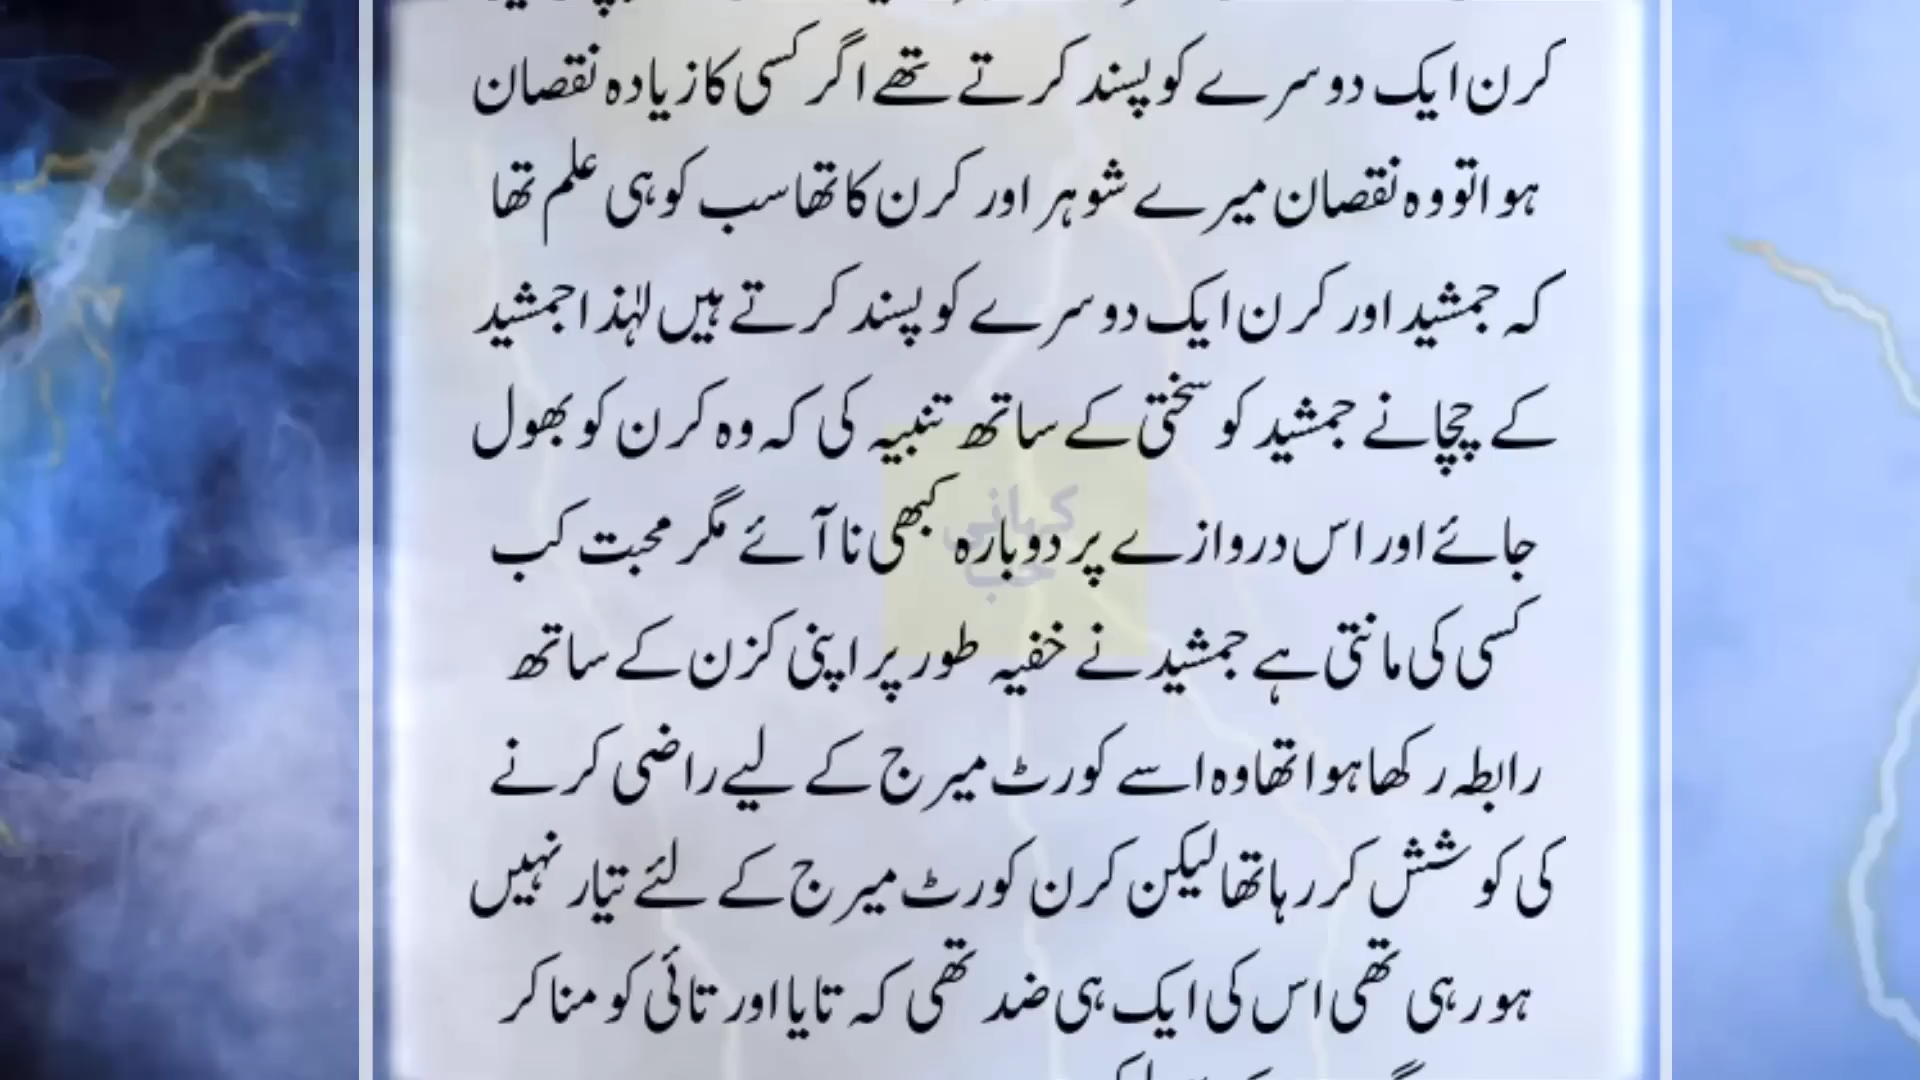 کرن ایک دوسرے کو پسند کرتے تھے اگر کسی کا زیادہ نقصان
ہوا تو وہ نقصان میرے شوہر اور کرن کا تھا سب کو ہی علم تھا
کہ جمشید اور کرن ایک دوسرے کو پسند کرتے ہیں لہٰذا جمشید
کے چچا نے جمشید کو سختی کے ساتھ تنبیہ کی کہ وہ کرن کو بھول
جائے اور اس دروازے پر دوبارہ کبھی نا آئے مگر محبت کب
کہانی
کسی کی مانتی ہے جمشید نے خفیہ طور پر اپنی کزن کے ساتھ
رابطہ رکھا ہوا تھا وہ اسے کورٹ میرج کے لیے راضی کرنے
کی کوشش کر رہا تھا لیکن کرن کورٹ میرج کے لئے تیار نہیں
ہو رہی تھی اس کی ایک ہی ضد تھی کہ تایا اور تائی کو منا کر